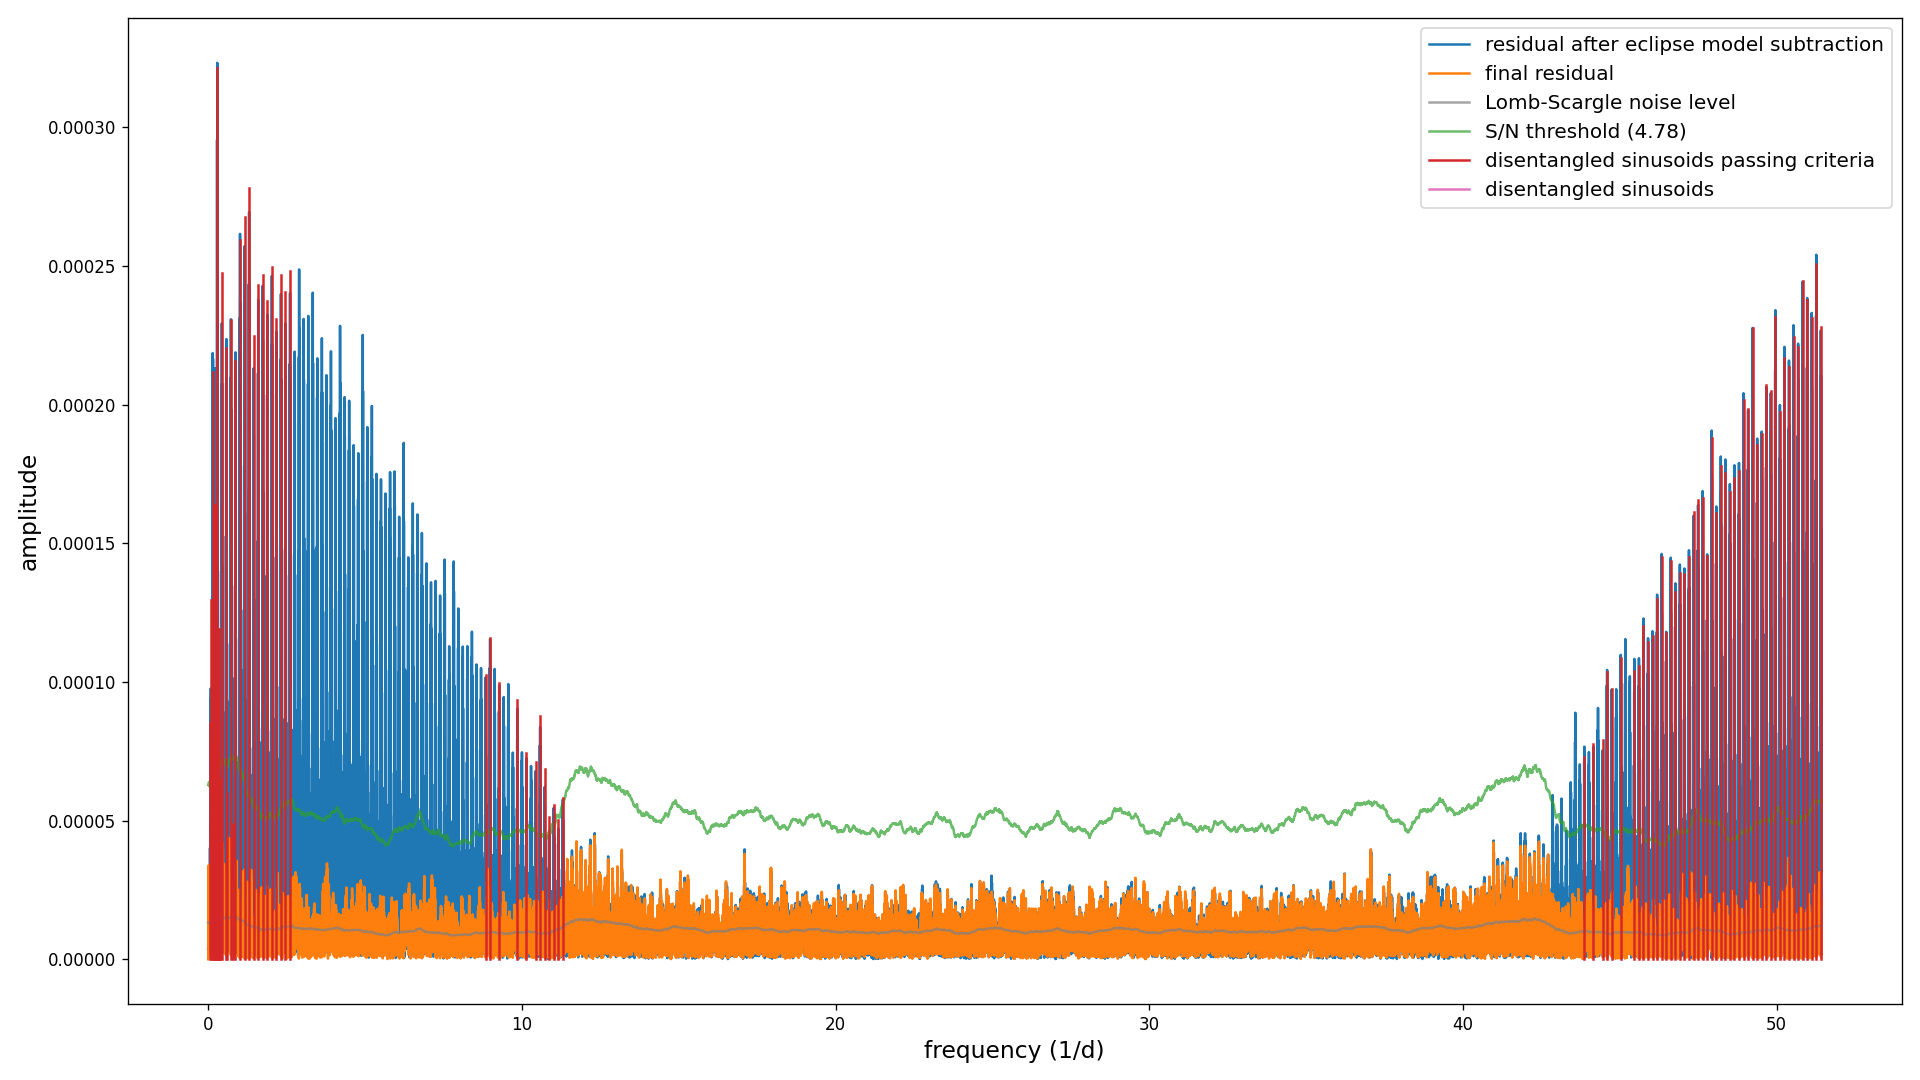 residual after eclipse model subtraction
final residual
Lomb-Scargle noise level
S/N threshold (4.78)
disentangled sinusoids passing criteria
disentangled sinusoids
0.00030
0.00025
0.00020
0.00015
0.00010
0.00005
0.00000
amplitude
0 10 20 30 40 50
frequency (1/d)